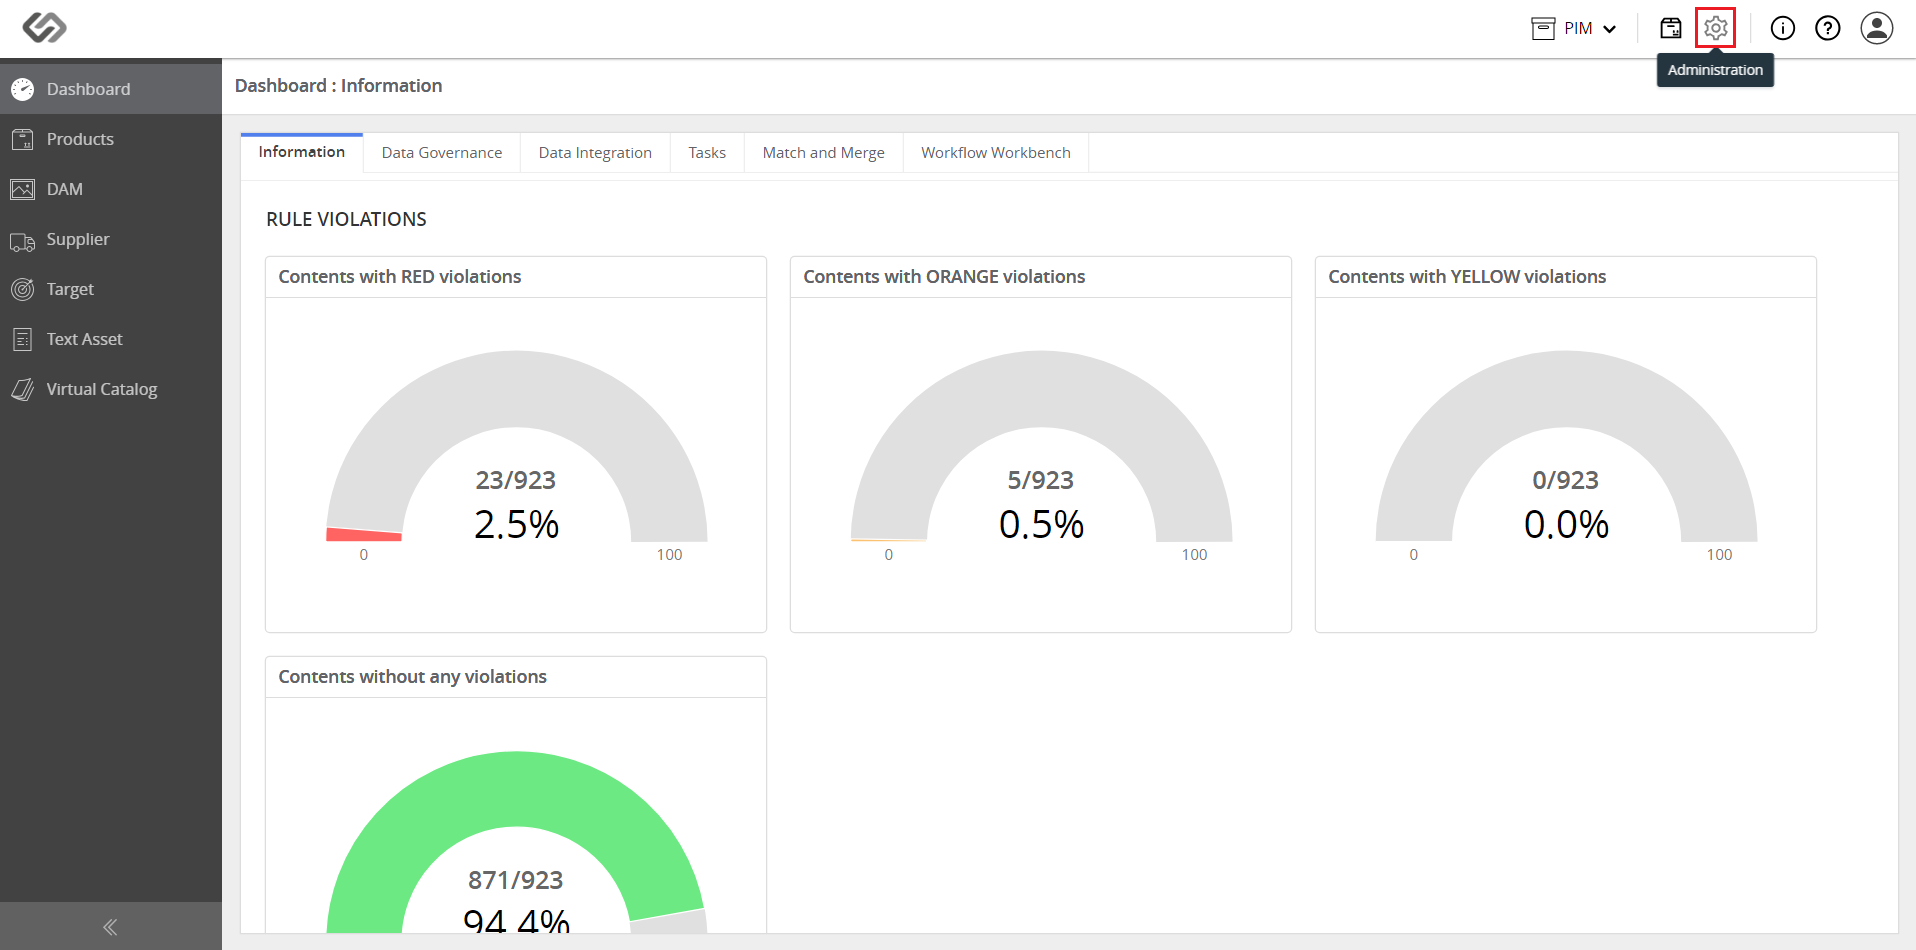 PIM
Administration
Dashboard
Products
DAM
Supplier
Target
Text Asset
Virtual Catalog
Dashboard : Information
Information
Data Governance
Data Integration
Tasks
Match and Merge
Workflow Workbench
RULE VIOLATIONS
Contents with RED violations
23/923
2.5%
0
100
Contents with ORANGE violations
5/923
0.5%
0
100
Contents with YELLOW violations
0/923
0.0%
0
100
Contents without any violations
871/923
94.4%